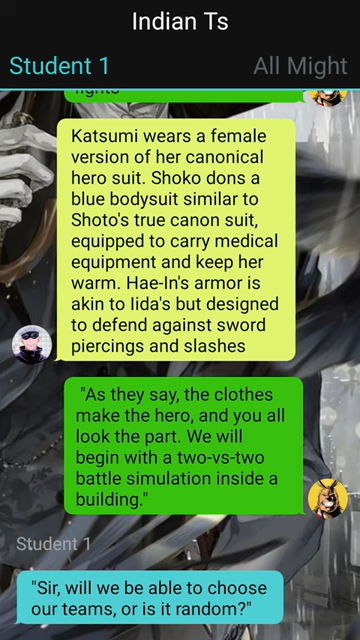 Indian Ts
Student 1
All Might
fights
Katsumi wears a female
version of her canonical
hero suit. Shoko dons a
blue bodysuit similar to
Shoto's true canon suit,
equipped to carry medical
equipment and keep her
warm. Hae-In's armor is
akin to Iida's but designed
to defend against sword
piercings and slashes
"As they say, the clothes
make the hero, and you all
look the part. We will
begin with a two-vs-two
battle simulation inside a
building."
Student 1
"Sir, will we be able to choose
our teams, or is it random?"